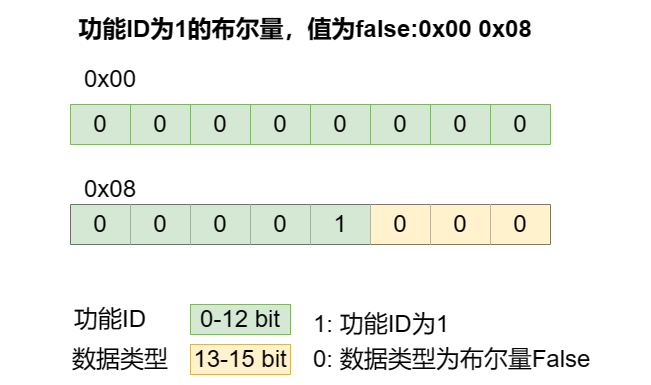 功能ID为1的布尔量，值为false:0x00 0x08
0x00
0 0 0 0 0 0 0 0
0x08
0 0 0 0 1 0 0 0
功能ID 0-12 bit 1: 功能ID为1
数据类型 13-15 bit 0: 数据类型为布尔量False